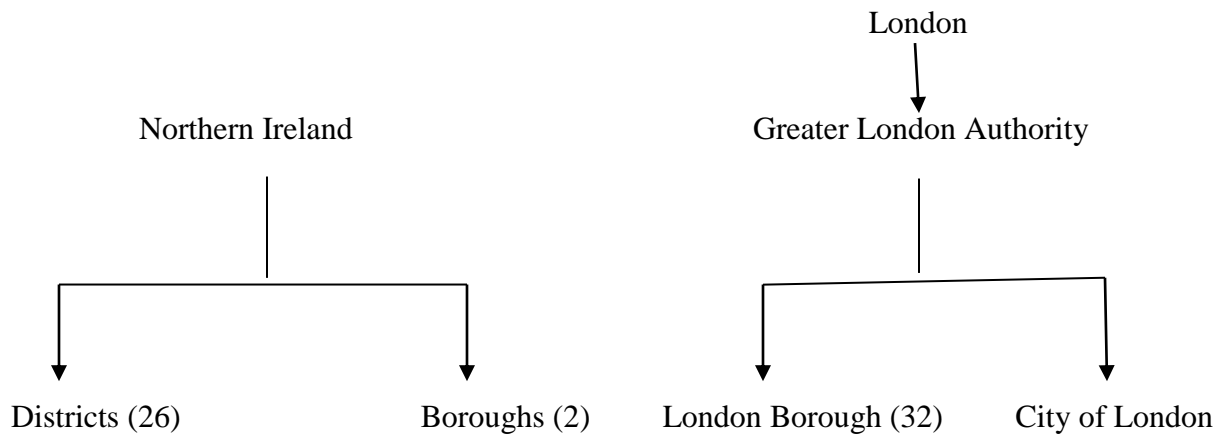 London
Northern Ireland
Greater London Authority
Districts (26)
Boroughs (2)
London Borough (32)
City of London